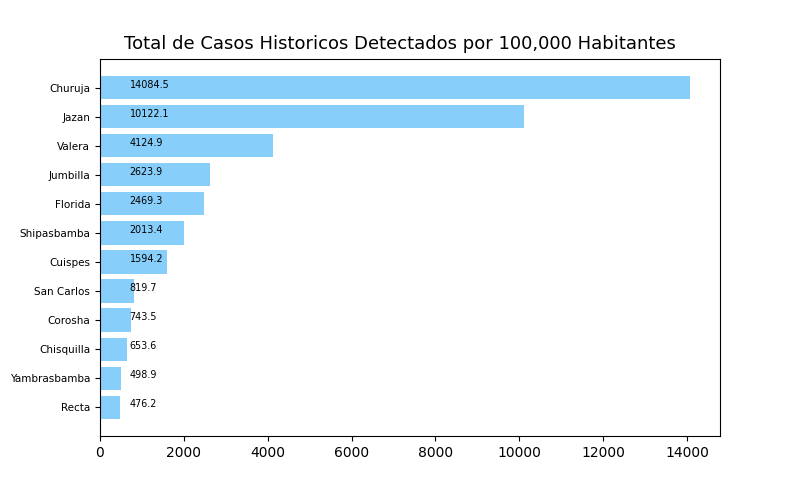 Total de Casos Historicos Detectados por 100,000 Habitantes
Churuja 14084.5
Jazan 10122.1
Valera 4124.9
Jumbilla 2623.9
Florida 2469.3
Shipasbamba 2013.4
Cuispes 1594.2
San Carlos 819.7
Corosha 743.5
Chisquilla 653.6
Yambrasbamba 498.9
Recta 476.2
0 2000 4000 6000 8000 10000 12000 14000